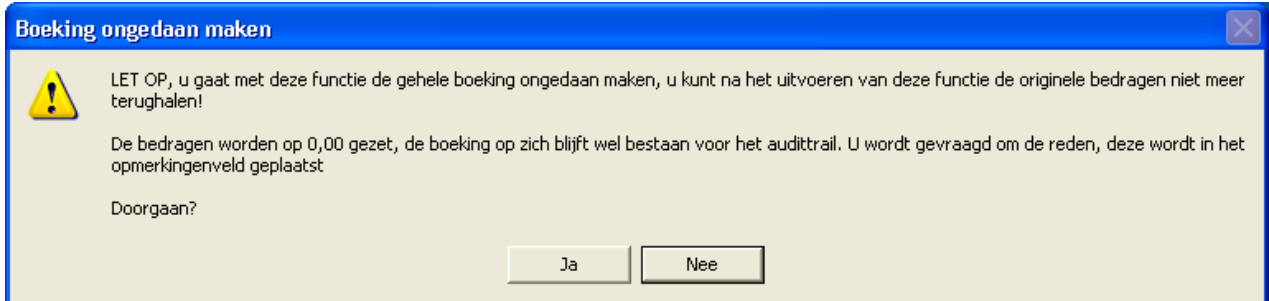 Boeking ongedaan maken
LET OP, u gaat met deze functie de gehele boeking ongedaan maken, u kunt na het uitvoeren van deze functie de originele bedragen niet meer
terughalen!
De bedragen worden op 0,00 gezet, de boeking op zich blijft wel bestaan voor het audittrail. U wordt gevraagd om de reden, deze wordt in het
opmerkingenveld geplaatst
Doorgaan?
Ja
Nee